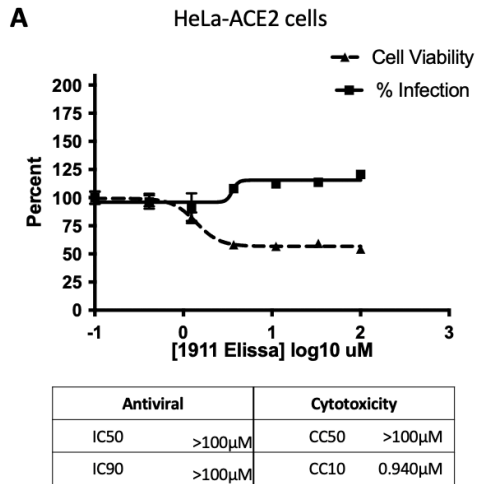 A
HeLa-ACE2 cells
Cell Viability
% Infection
200
175
150
125
100
75
50
25
0
Percent
-1 0 1 2 3
[1911 Elissa] log10 uM
Antiviral Cytotoxicity
IC50 >100µM CC50 >100µM
IC90 >100µM CC10 0.940µM